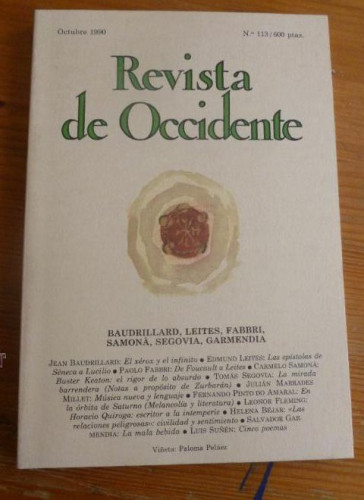 Octubre 1990
N.º 113/600 ptas.
Revista
de Occidente
BAUDRILLARD, LEITES, FABBRI,
SAMONÀ, SEGOVIA, GARMENDIA
JEAN BAUDRILLARD: El xérox y el infinito ● EDMUND LEITES: Las epístolas de
Séneca a Lucilio ● PAOLO FABBRI: De Foucault a Leites ● CARMELO SAMONÀ:
Buster Keaton: el rigor de lo absurdo ● TOMÁS SEGOVIA: La mirada
barrendera (Notas a propósito de Zurbarán) ● JULIÁN MARRADES
MILLET: Música nueva y lenguaje ● FERNANDO PINTO DO AMARAL: En
la órbita de Saturno (Melancolía y literatura) ● LEONOR FLEMING:
Horacio Quiroga: escritor a la intemperie ● HELENA BÉJAR: «Las
relaciones peligrosas»: civilidad y sentimiento ● SALVADOR GAR-
MENDIA: La mala bebida ● LUIS SUÑÉN: Cinco poemas
Viñeta: Paloma Peláez